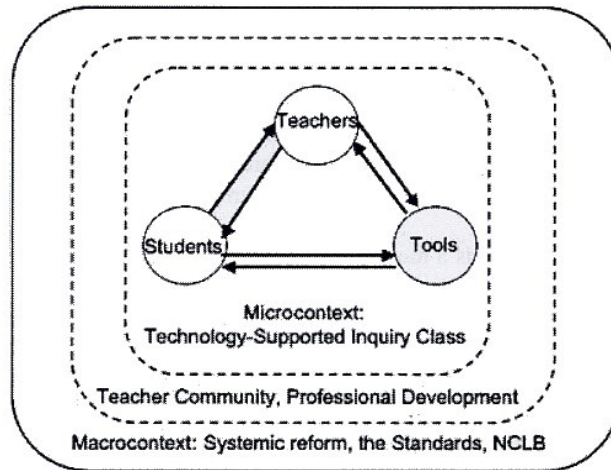 Teachers
Students
Tools
Microcontext:
Technology-Supported Inquiry Class
Teacher Community, Professional Development
Macrocontext: Systemic reform, the Standards, NCLB